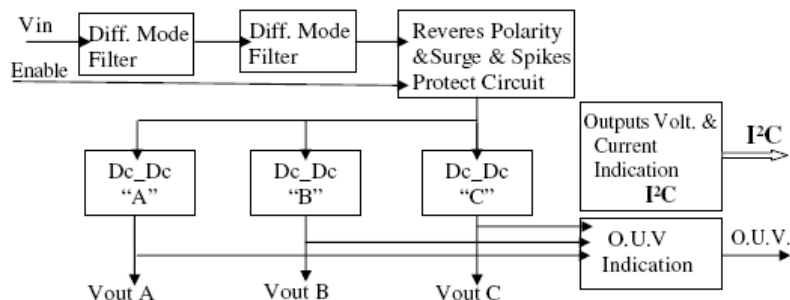 Vin
Diff. Mode
Filter
Diff. Mode
Filter
Reveres Polarity
&Surge & Spikes
Protect Circuit
Enable
Outputs Volt. &
Current
Indication
I²C
I²C
Dc_Dc
“A”
Dc_Dc
“B”
Dc_Dc
“C”
O.U.V
Indication
O.U.V.
Vout A
Vout B
Vout C